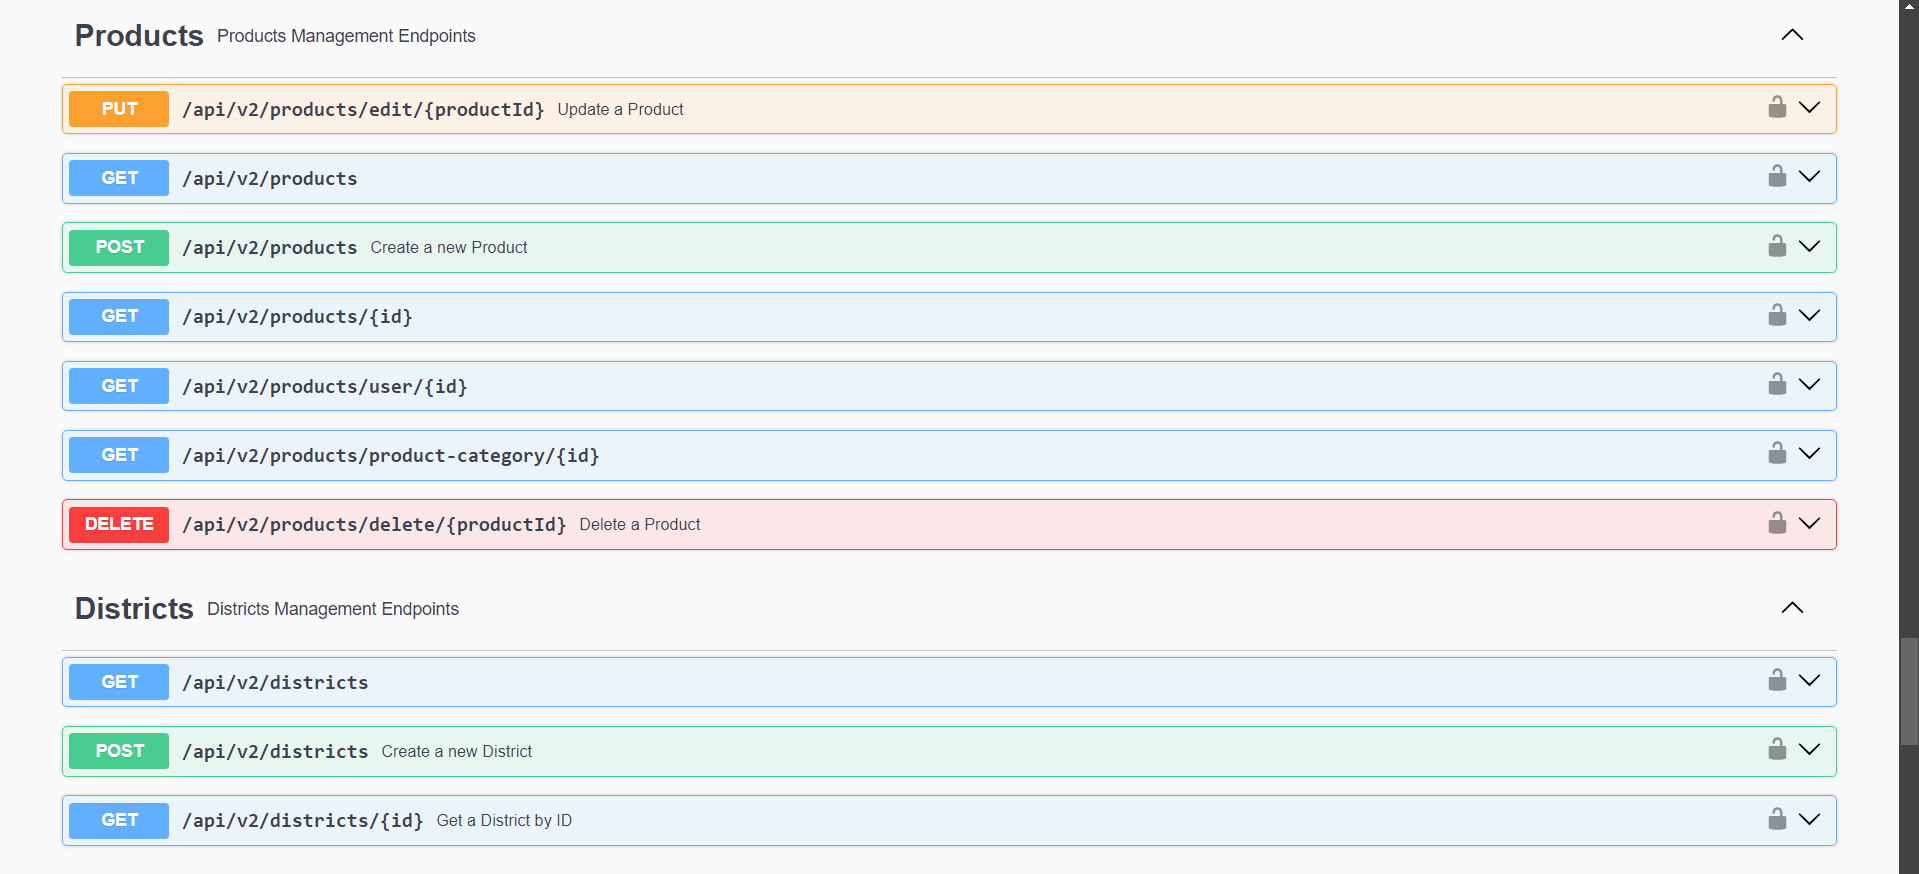 Products Products Management Endpoints
PUT /api/v2/products/edit/{productId} Update a Product
GET /api/v2/products
POST /api/v2/products Create a new Product
GET /api/v2/products/{id}
GET /api/v2/products/user/{id}
GET /api/v2/products/product-category/{id}
DELETE /api/v2/products/delete/{productId} Delete a Product
Districts Districts Management Endpoints
GET /api/v2/districts
POST /api/v2/districts Create a new District
GET /api/v2/districts/{id} Get a District by ID